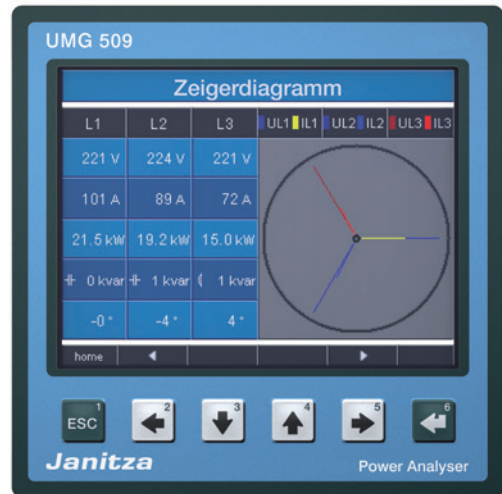 UMG 509
Zeigerdiagramm
L1 L2 L3 UL1 IL1 UL2 IL2 UL3 IL3
221 V 224 V 221 V
101 A 89 A 72 A
21.5 kW 19.2 kW 15.0 kW
0 kvar 1 kvar 1 kvar
-0 ° -4 ° 4 °
home
1 2 3 4 5 6
ESC
Janitza Power Analyser